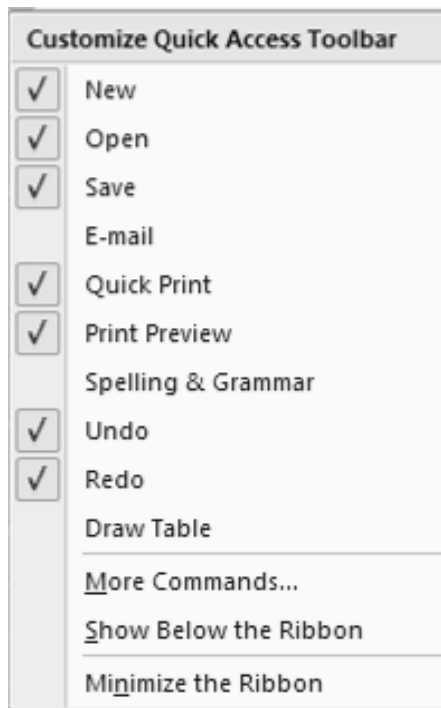 Customize Quick Access Toolbar
New
Open
Save
E-mail
Quick Print
Print Preview
Spelling & Grammar
Undo
Redo
Draw Table
More Commands...
Show Below the Ribbon
Minimize the Ribbon